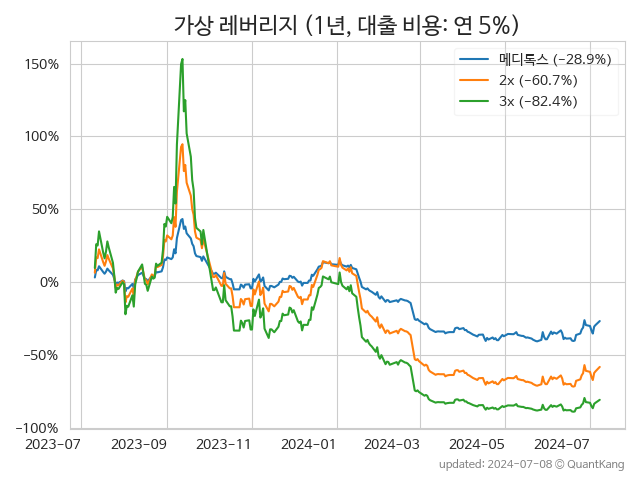 가상 레버리지 (1년, 대출 비용: 연 5%)
메디톡스 (−28.9%)
2x (−60.7%)
3x (−82.4%)
150%
100%
50%
0%
−50%
−100%
2023-07 2023-09 2023-11 2024-01 2024-03 2024-05 2024-07
updated: 2024-07-08 © QuantKang